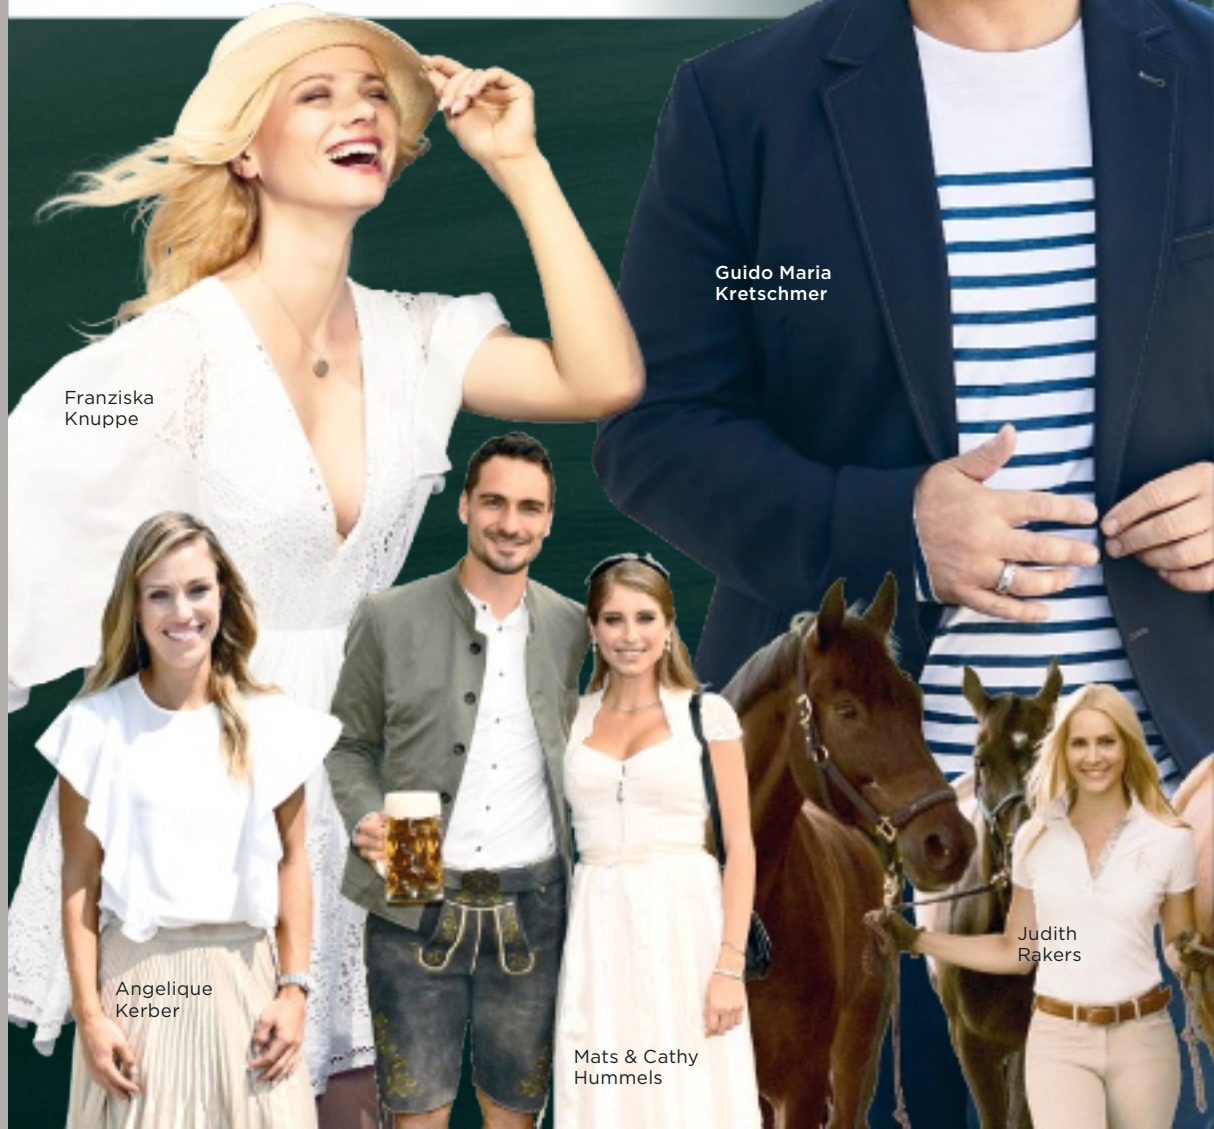 Guido Maria
Kretschmer
Franziska
Knuppe
Judith
Rakers
Angelique
Kerber
Mats & Cathy
Hummels